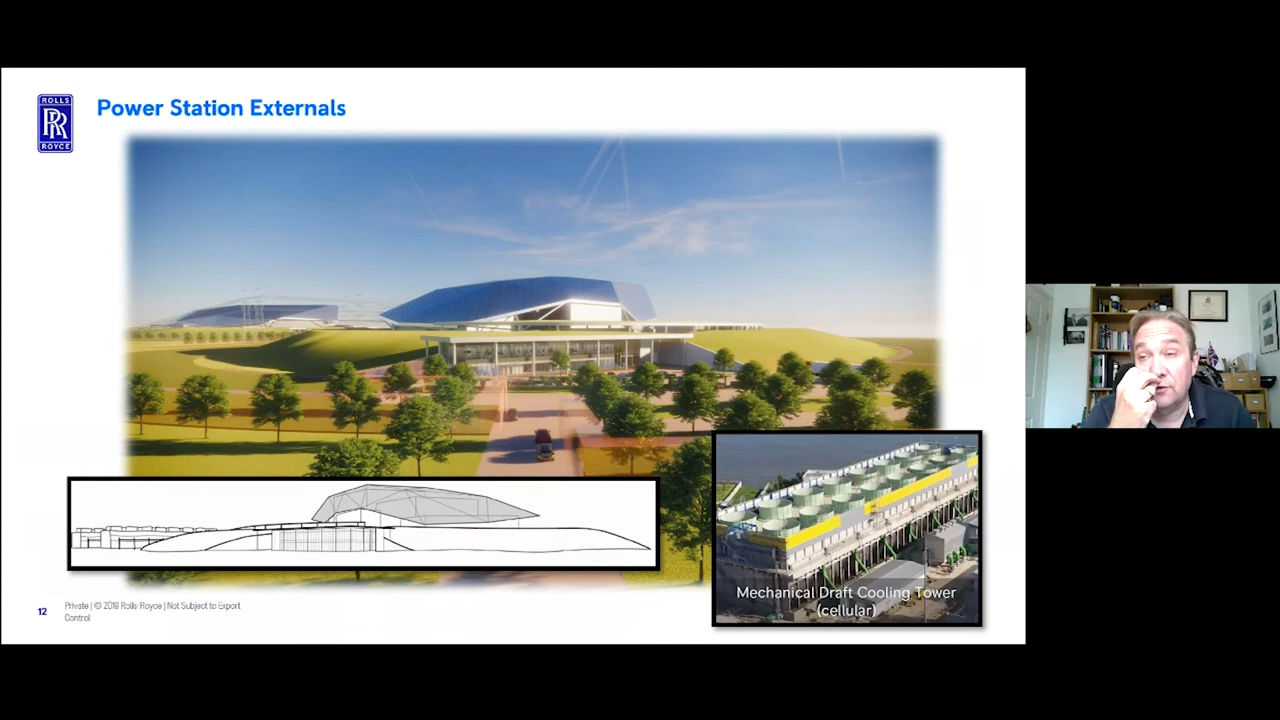 ROLLS
RR
ROYCE
Power Station Externals
Mechanical Draft Cooling Tower
(cellular)
12
Private | © 2019 Rolls-Royce | Not Subject to Export
Control